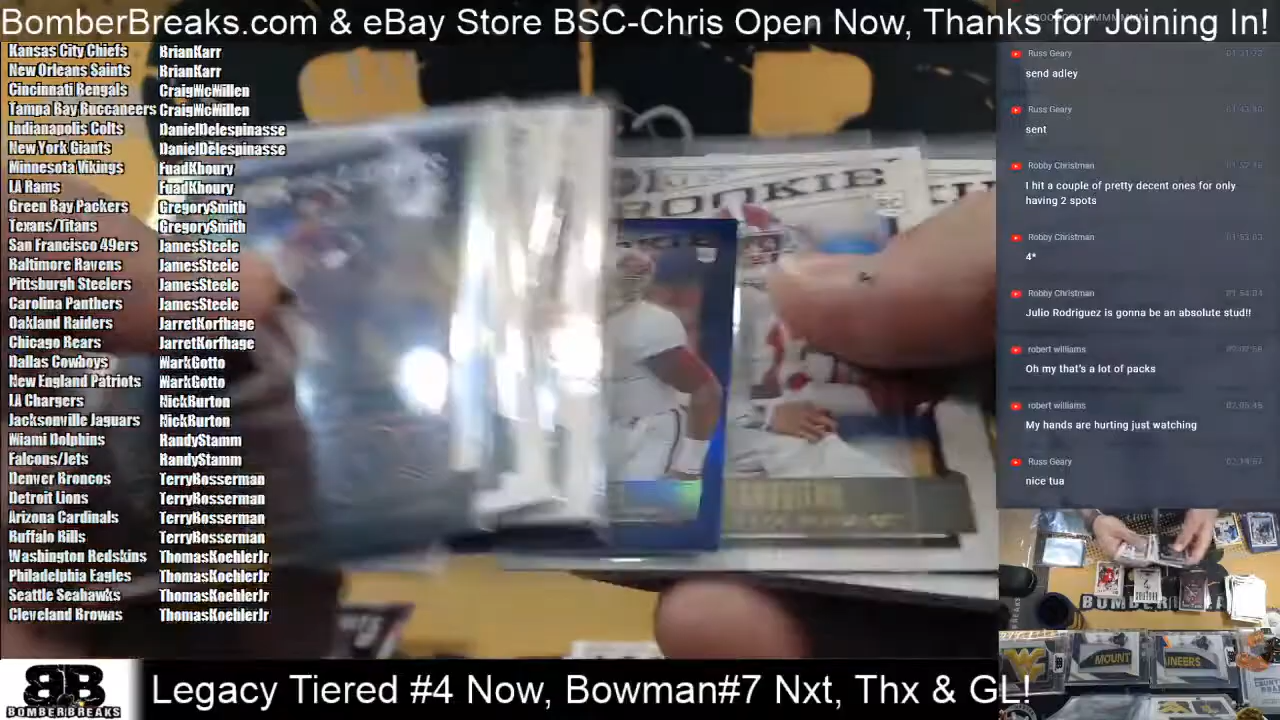 BomberBreaks.com & eBay Store BSC-Chris Open Now, Thanks for Joining In!
Kansas City Chiefs BrianKarr
New Orleans Saints BrianKarr
Cincinnati Bengals CraigMcMillen
Tampa Bay Buccaneers CraigMcMillen
Indianapolis Colts DanielDelespinasse
New York Giants DanielDelespinasse
Minnesota Vikings FuadKhoury
LA Rams FuadKhoury
Green Bay Packers GregorySmith
Texans/Titans GregorySmith
San Francisco 49ers JamesSteele
Baltimore Ravens JamesSteele
Pittsburgh Steelers JamesSteele
Carolina Panthers JamesSteele
Oakland Raiders JarretKorfhage
Chicago Bears JarretKorfhage
Dallas Cowboys MarkGotto
New England Patriots MarkGotto
LA Chargers NickBurton
Jacksonville Jaguars NickBurton
Miami Dolphins RandyStamm
Falcons/Jets RandyStamm
Denver Broncos TerryBosserman
Detroit Lions TerryBosserman
Arizona Cardinals TerryBosserman
Buffalo Bills TerryBosserman
Washington Redskins ThomasKoehlerJr
Philadelphia Eagles ThomasKoehlerJr
Seattle Seahawks ThomasKoehlerJr
Cleveland Browns ThomasKoehlerJr
ROOKIE
Russ Geary
send adley
Russ Geary
sent
Robby Christman
I hit a couple of pretty decent ones for only
having 2 spots
Robby Christman
4*
Robby Christman
Julio Rodriguez is gonna be an absolute stud!!
robert williams
Oh my that's a lot of packs
robert williams
My hands are hurting just watching
Russ Geary
nice tua
MOUNT
INEERS
BB
BOMBERBREAKS
Legacy Tiered #4 Now, Bowman#7 Nxt, Thx & GL!